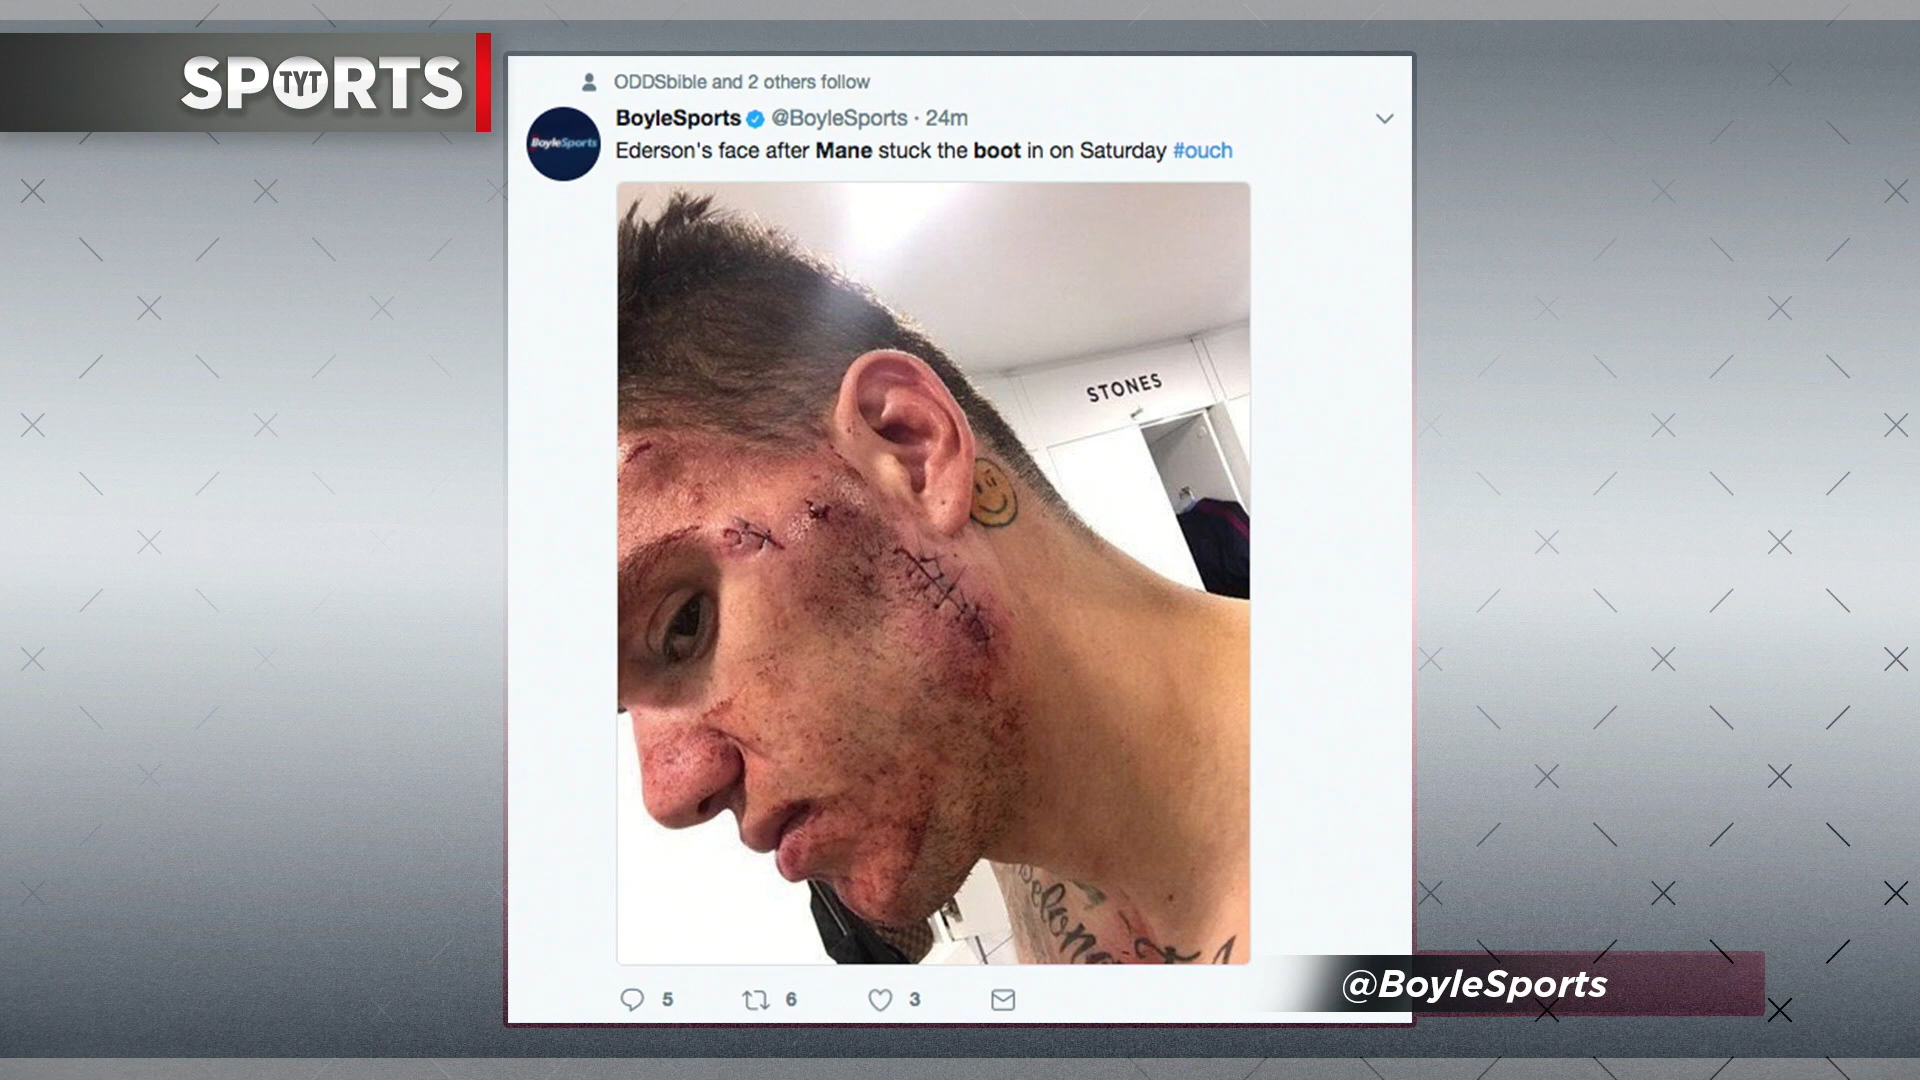 SPORTS
TYT
ODDSbible and 2 others follow
BoyleSports @BoyleSports · 24m
BoyleSports
Ederson's face after Mane stuck the boot in on Saturday #ouch
STONES
5 6 3
@BoyleSports